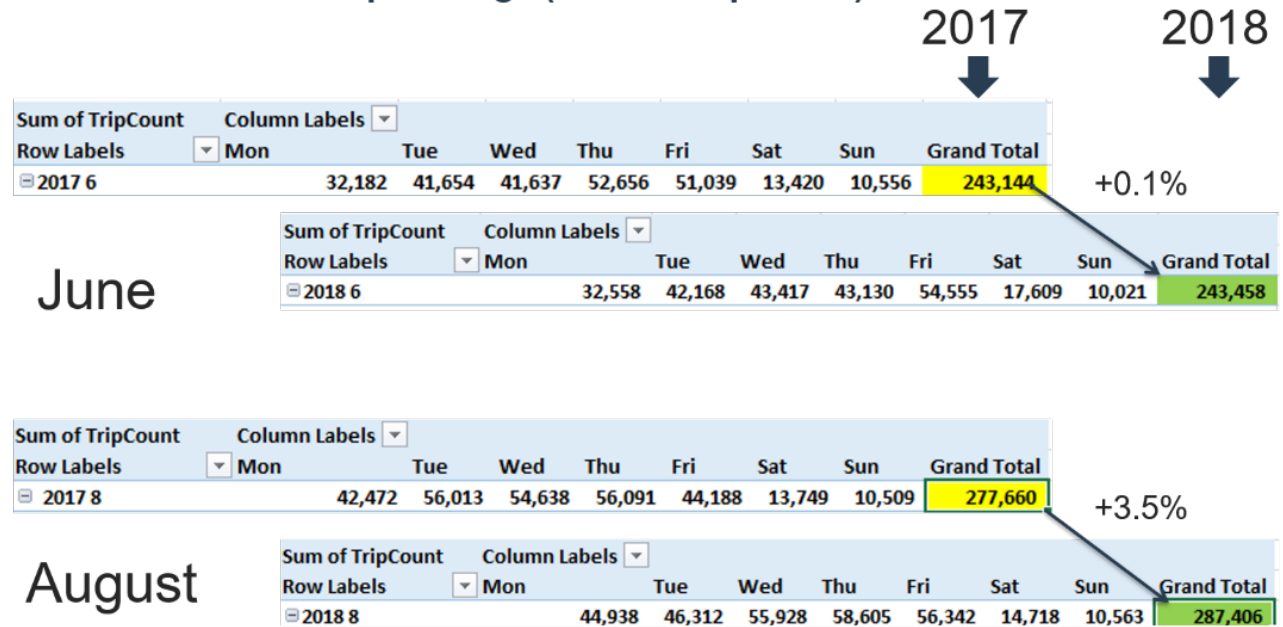 2017 2018
Sum of TripCount Column Labels
Row Labels Mon Tue Wed Thu Fri Sat Sun Grand Total
2017 6 32,182 41,654 41,637 52,656 51,039 13,420 10,556 243,144
+0.1%
Sum of TripCount Column Labels
Row Labels Mon Tue Wed Thu Fri Sat Sun Grand Total
2018 6 32,558 42,168 43,417 43,130 54,555 17,609 10,021 243,458
June
Sum of TripCount Column Labels
Row Labels Mon Tue Wed Thu Fri Sat Sun Grand Total
2017 8 42,472 56,013 54,638 56,091 44,188 13,749 10,509 277,660
+3.5%
Sum of TripCount Column Labels
Row Labels Mon Tue Wed Thu Fri Sat Sun Grand Total
2018 8 44,938 46,312 55,928 58,605 56,342 14,718 10,563 287,406
August